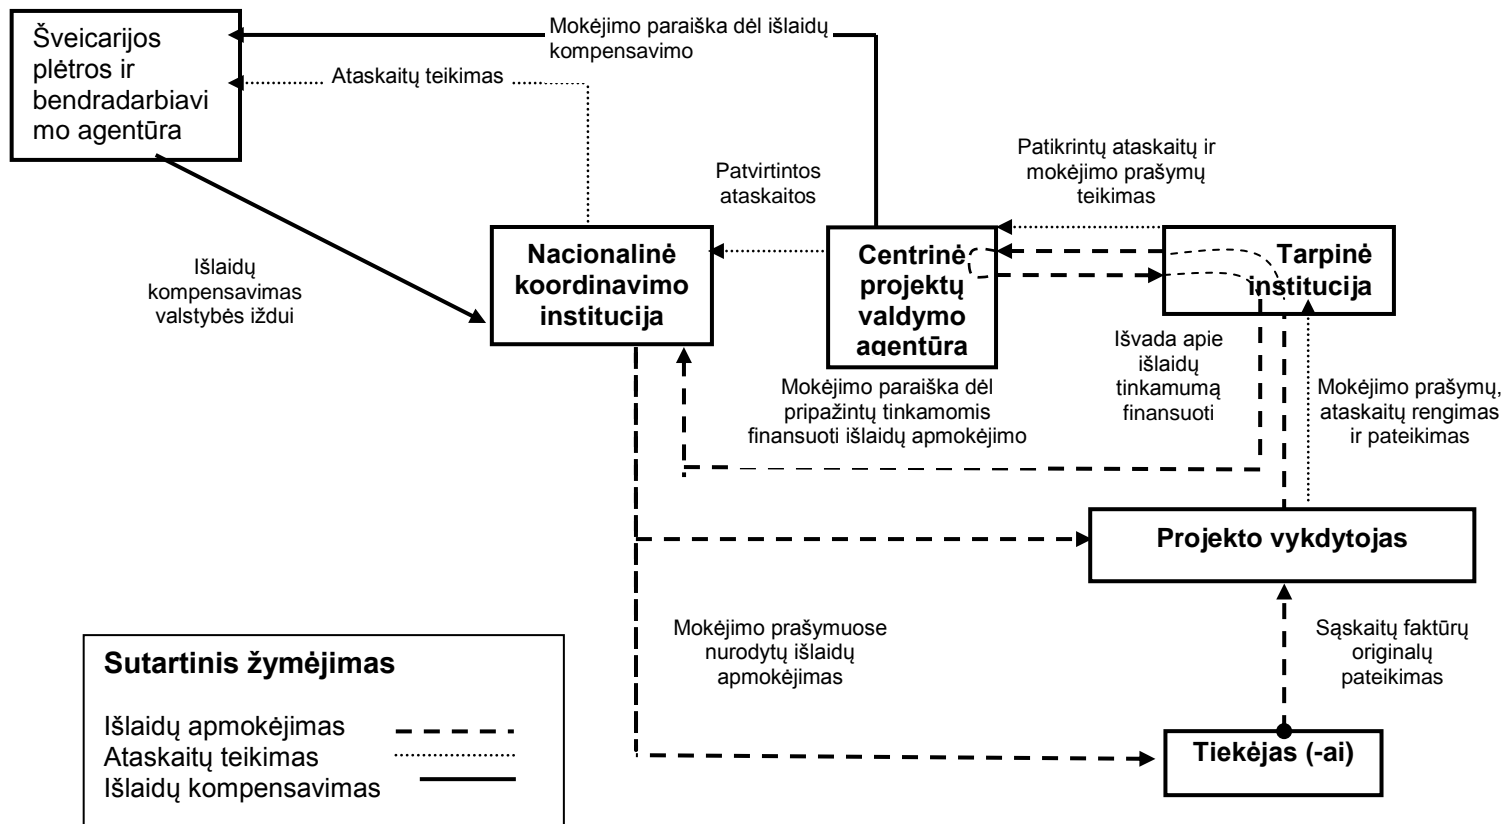 Šveicarijos
plėtros ir
bendradarbiavi
mo agentūra
Mokėjimo paraiška dėl išlaidų
kompensavimo
Ataskaitų teikimas
Patvirtintos
ataskaitos
Patikrintų ataskaitų ir
mokėjimo prašymų
teikimas
Išlaidų
kompensavimas
valstybės iždui
Nacionalinė
koordinavimo
institucija
Centrinė
projektų
valdymo
agentūra
Tarpinė
institucija
Išvada apie
išlaidų
tinkamumą
finansuoti
Mokėjimo paraiška dėl
pripažintų tinkamomis
finansuoti išlaidų apmokėjimo
Mokėjimo prašymų,
ataskaitų rengimas
ir pateikimas
Projekto vykdytojas
Mokėjimo prašymuose
nurodytų išlaidų
apmokėjimas
Sąskaitų faktūrų
originalų
pateikimas
Tiekėjas (-ai)
Sutartinis žymėjimas
Išlaidų apmokėjimas
Ataskaitų teikimas
Išlaidų kompensavimas